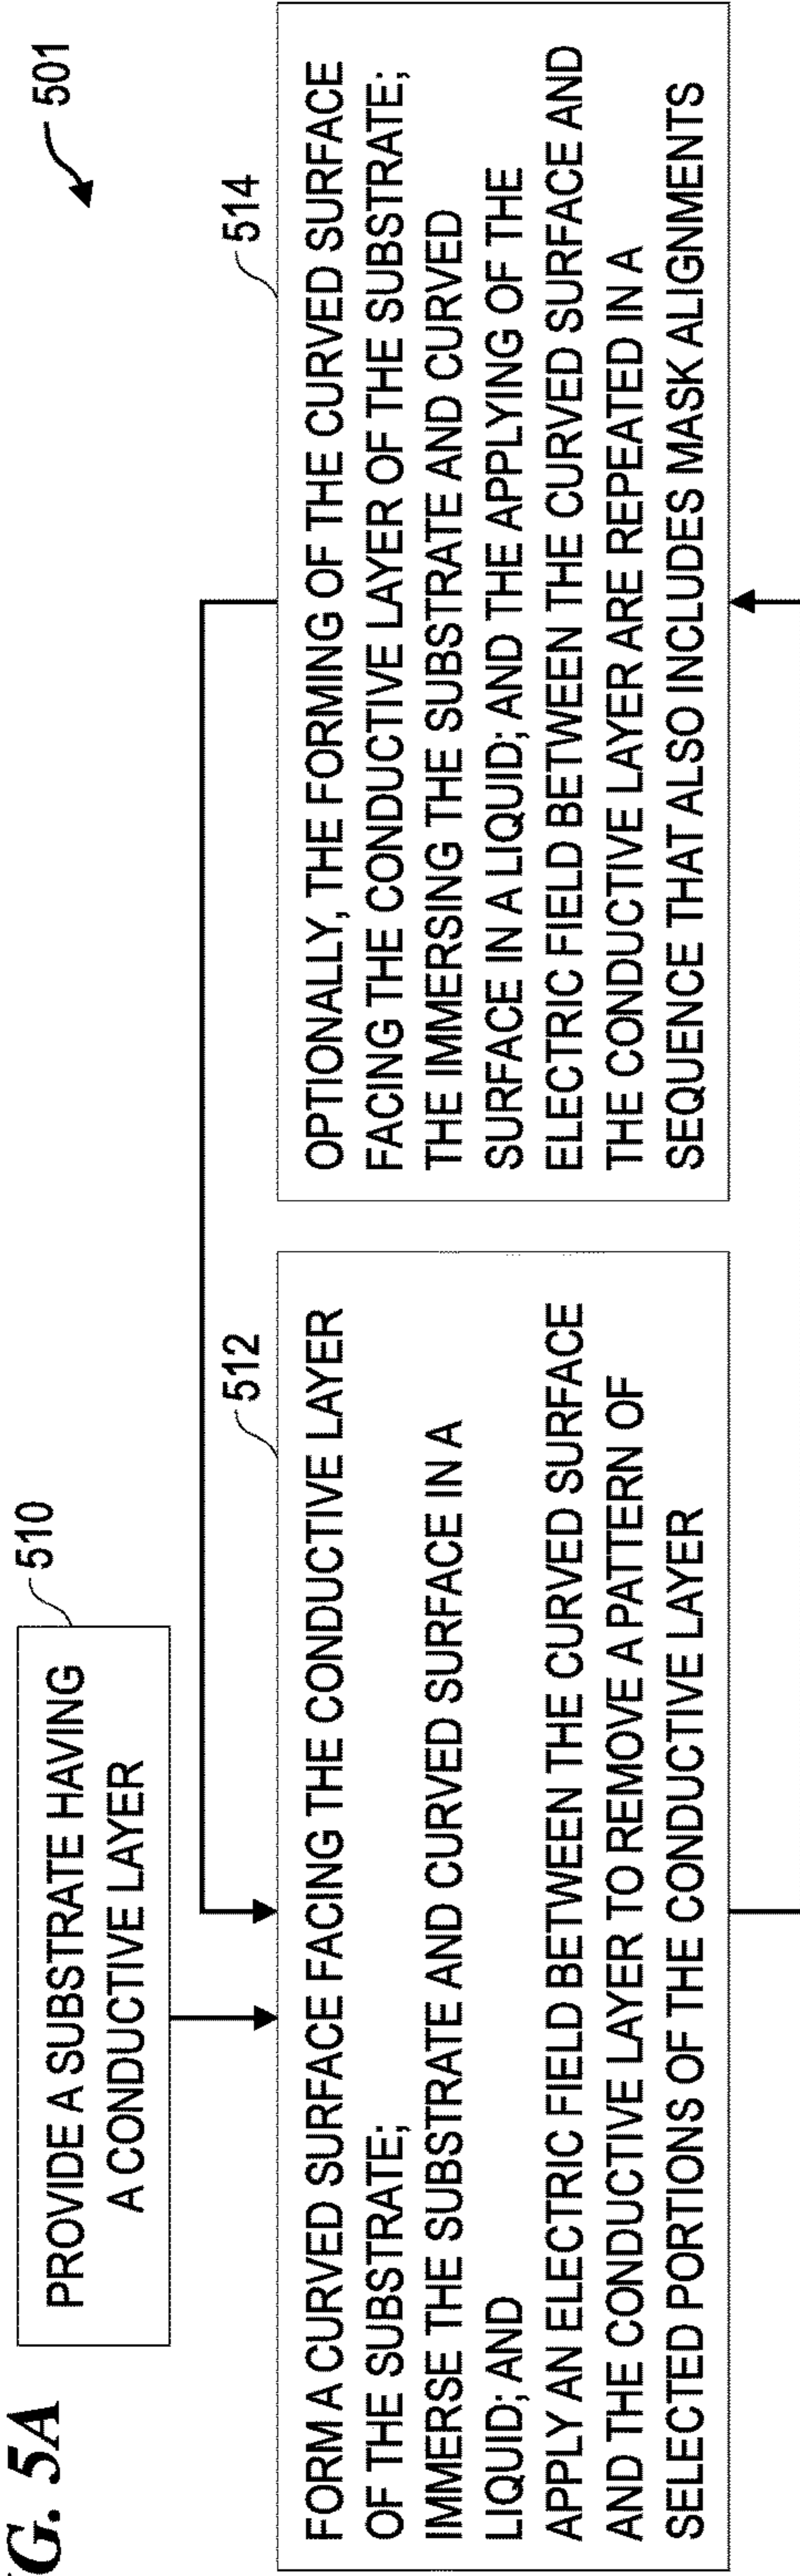 G. 5A
501
510
PROVIDE A SUBSTRATE HAVING
A CONDUCTIVE LAYER
512
FORM A CURVED SURFACE FACING THE CONDUCTIVE LAYER
OF THE SUBSTRATE;
IMMERSE THE SUBSTRATE AND CURVED SURFACE IN A
LIQUID; AND
APPLY AN ELECTRIC FIELD BETWEEN THE CURVED SURFACE
AND THE CONDUCTIVE LAYER TO REMOVE A PATTERN OF
SELECTED PORTIONS OF THE CONDUCTIVE LAYER
514
OPTIONALLY, THE FORMING OF THE CURVED SURFACE
FACING THE CONDUCTIVE LAYER OF THE SUBSTRATE;
THE IMMERSING THE SUBSTRATE AND CURVED
SURFACE IN A LIQUID; AND THE APPLYING OF THE
ELECTRIC FIELD BETWEEN THE CURVED SURFACE AND
THE CONDUCTIVE LAYER ARE REPEATED IN A
SEQUENCE THAT ALSO INCLUDES MASK ALIGNMENTS